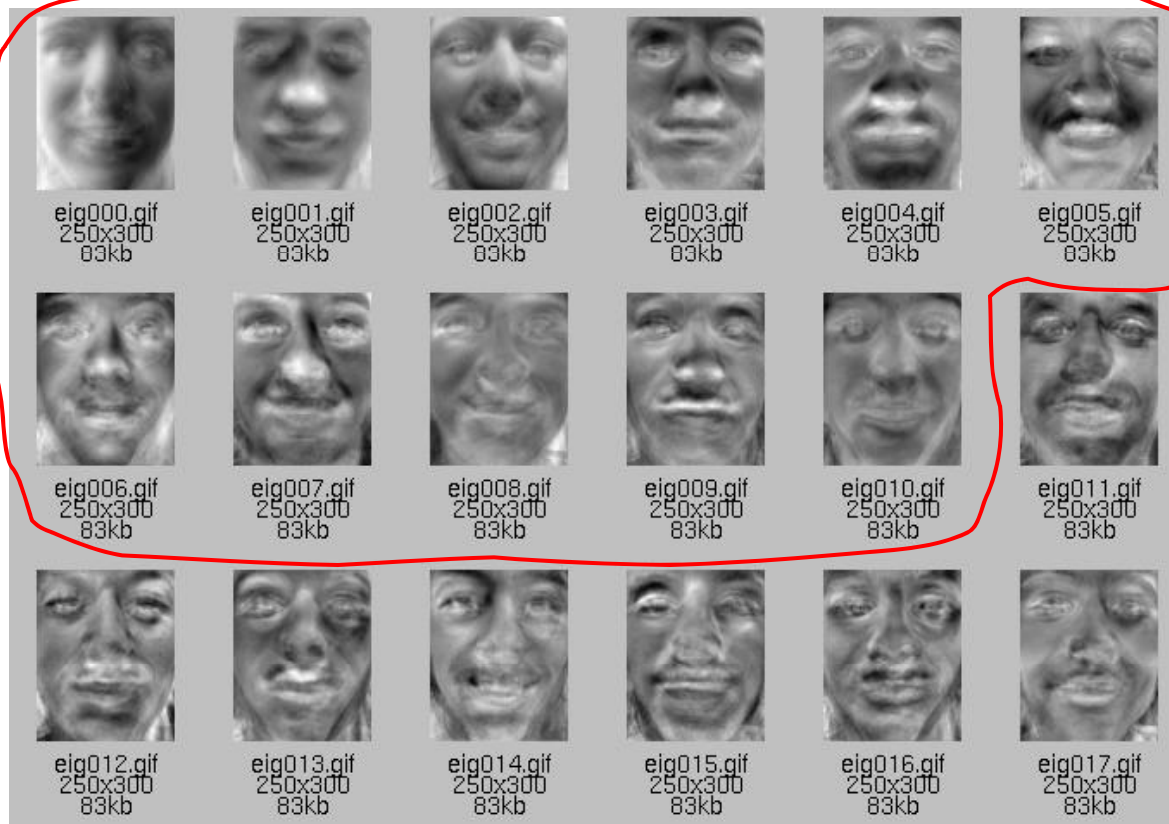 eig000.gif eig001.gif eig002.gif eig003.gif eig004.gif eig005.gif
250x300 250x300 250x300 250x300 250x300 250x300
83kb 83kb 83kb 83kb 83kb 83kb
eig006.gif eig007.gif eig008.gif eig009.gif eig010.gif eig011.gif
250x300 250x300 250x300 250x300 250x300 250x300
83kb 83kb 83kb 83kb 83kb 83kb
eig012.gif eig013.gif eig014.gif eig015.gif eig016.gif eig017.gif
250x300 250x300 250x300 250x300 250x300 250x300
83kb 83kb 83kb 83kb 83kb 83kb